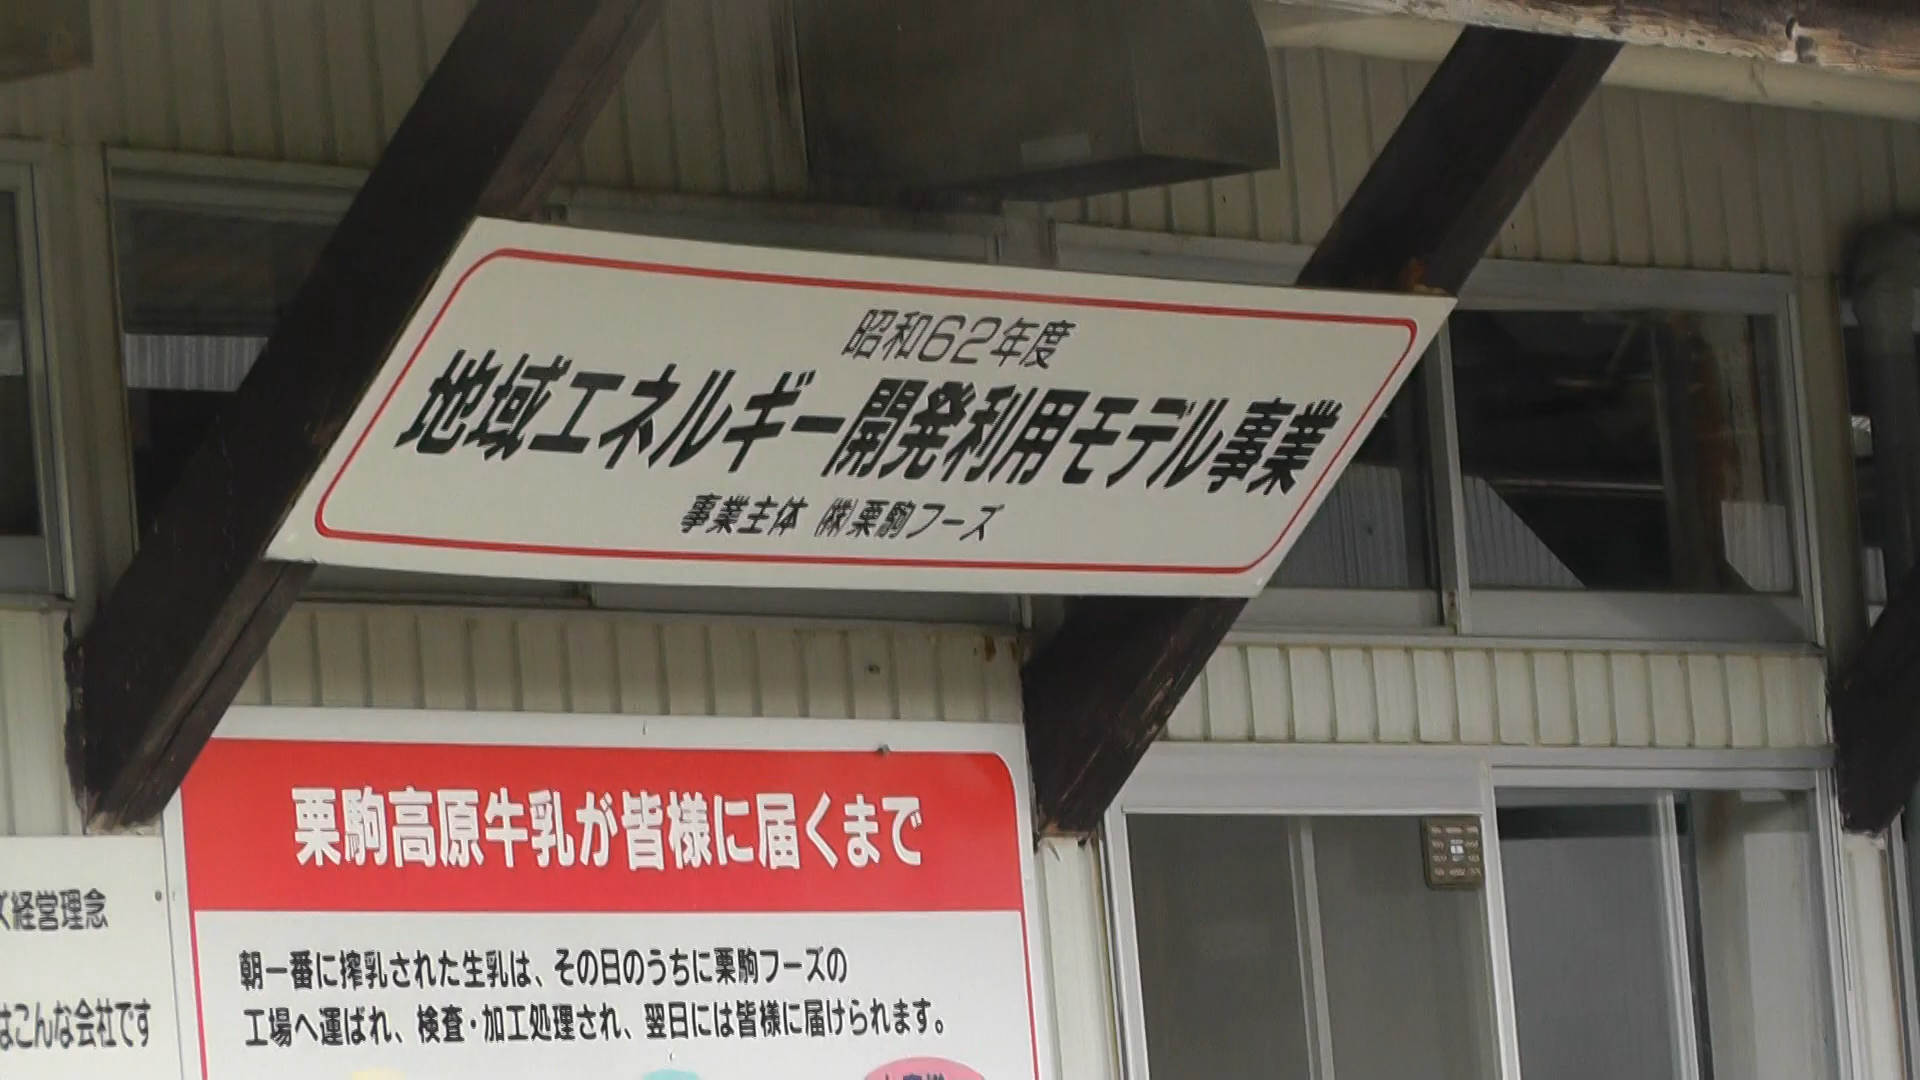 昭和62年度
地域エネルギー開発利用モデル事業
事業主体 ㈱栗駒フーズ
栗駒高原牛乳が皆様に届くまで
朝一番に搾乳された生乳は、その日のうちに栗駒フーズの
工場へ運ばれ、検査・加工処理され、翌日には皆様に届けられます。
ズ経営理念
はこんな会社です